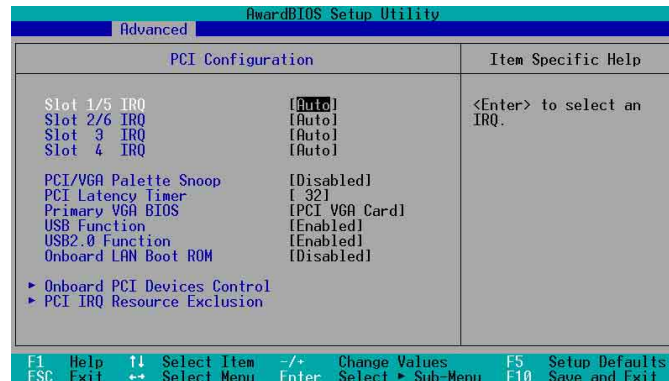 AwardBIOS Setup Utility
Advanced
PCI Configuration
Item Specific Help
Slot 1/5 IRQ [Auto]
Slot 2/6 IRQ [Auto]
Slot 3 IRQ [Auto]
Slot 4 IRQ [Auto]
PCI/VGA Palette Snoop [Disabled]
PCI Latency Timer [ 32]
Primary VGA BIOS [PCI VGA Card]
USB Function [Enabled]
USB2.0 Function [Enabled]
Onboard LAN Boot ROM [Disabled]
► Onboard PCI Devices Control
► PCI IRQ Resource Exclusion
<Enter> to select an
IRQ.
F1 Help ↑↓ Select Item -/+ Change Values F5 Setup Defaults
ESC Exit ←→ Select Menu Enter Select ► Sub-Menu F10 Save and Exit